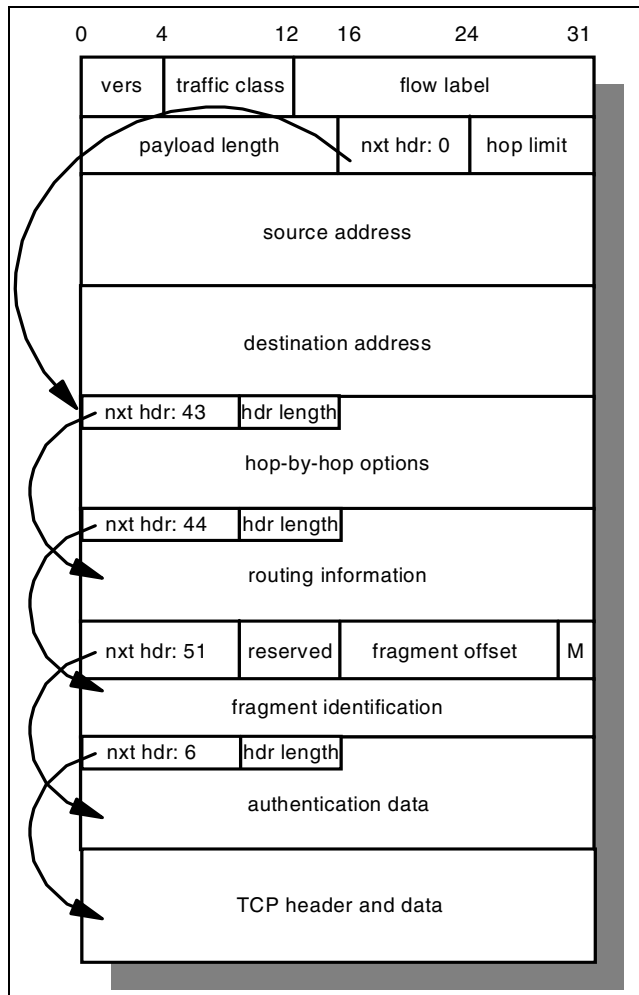 0 4 12 16 24 31
vers traffic class flow label
payload length nxt hdr: 0 hop limit
source address
destination address
nxt hdr: 43 hdr length
hop-by-hop options
nxt hdr: 44 hdr length
routing information
nxt hdr: 51 reserved fragment offset M
fragment identification
nxt hdr: 6 hdr length
authentication data
TCP header and data